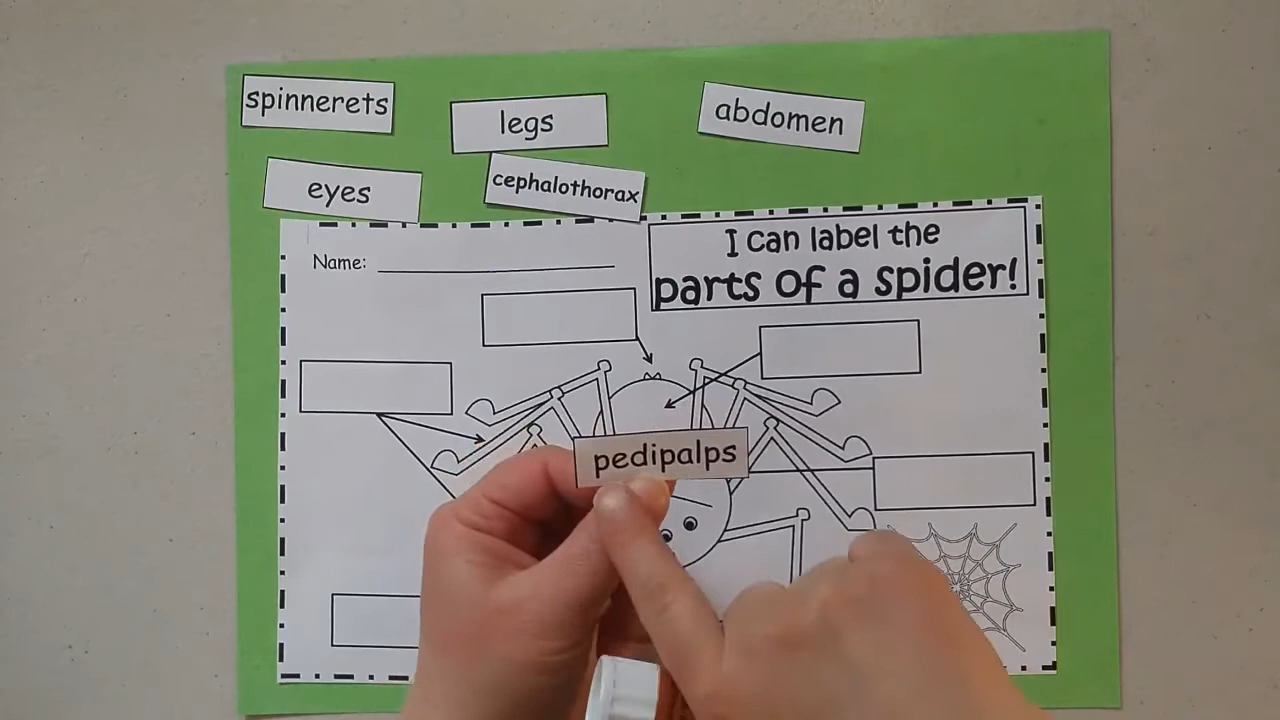 spinnerets
legs
abdomen
eyes
cephalothorax
Name:
I can label the
parts of a spider!
pedipalps